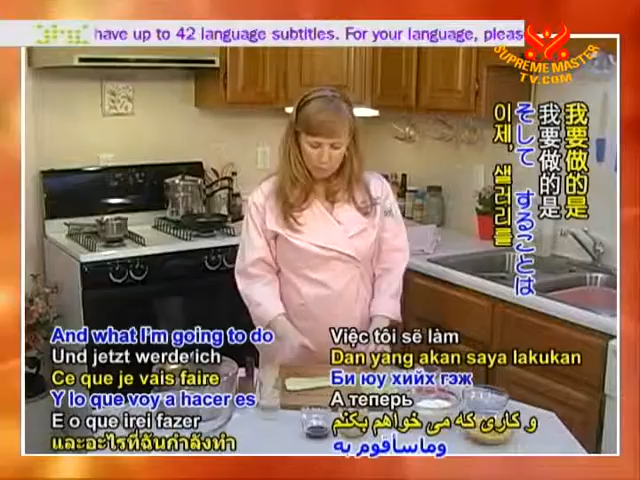 have up to 42 language subtitles. For your language, pleas
SUPREME MASTER
TV.COM
我要做的是
我要做的是
そして するごとは
이제, 샐러리를
And what I'm going to do
Und jetzt werde ich
Ce que je vais faire
Y lo que voy a hacer es
E o que irei fazer
และอะไรที่ฉันกำลังทำ
Việc tôi sẽ làm
Dan yang akan saya lakukan
Би юу хийх гэж
А теперь
و کاری که می خواهم بکنم
وماسأقوم به